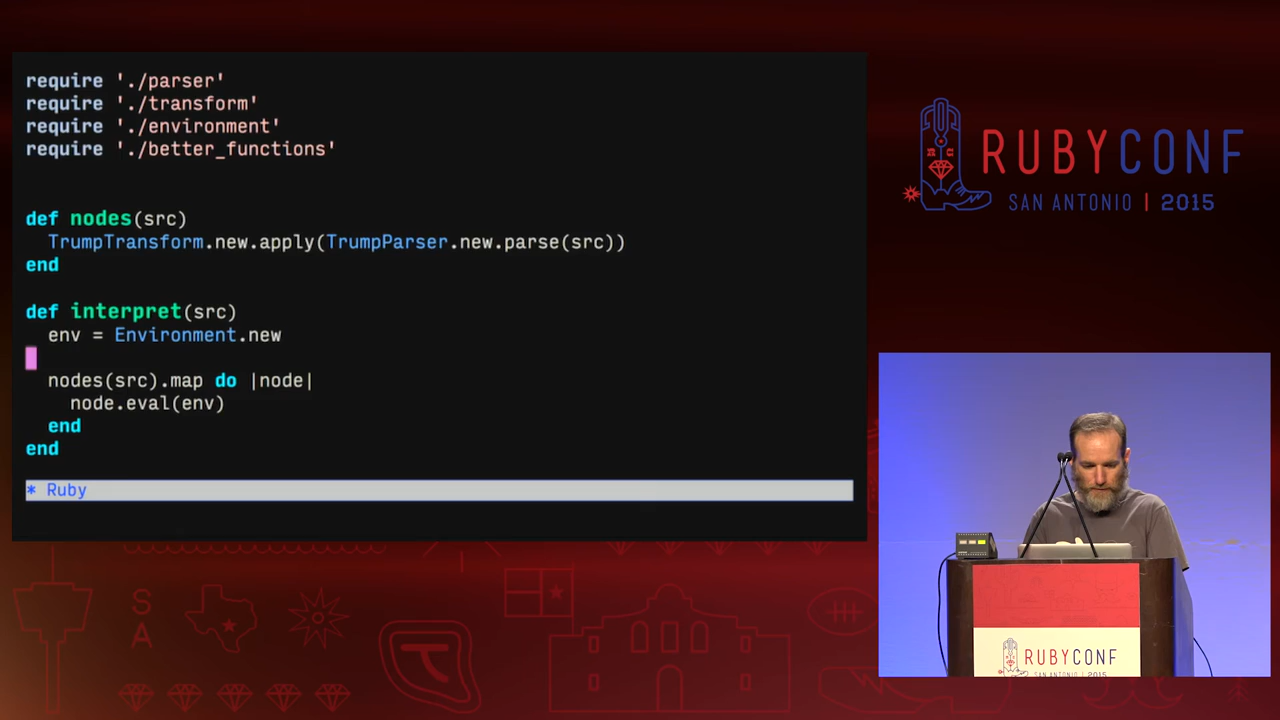 require './parser'
require './transform'
require './environment'
require './better_functions'
def nodes(src)
  TrumpTransform.new.apply(TrumpParser.new.parse(src))
end
def interpret(src)
  env = Environment.new
  nodes(src).map do |node|
    node.eval(env)
  end
end
* Ruby
RUBYCONF
SAN ANTONIO | 2015
S
A
RUBYCONF